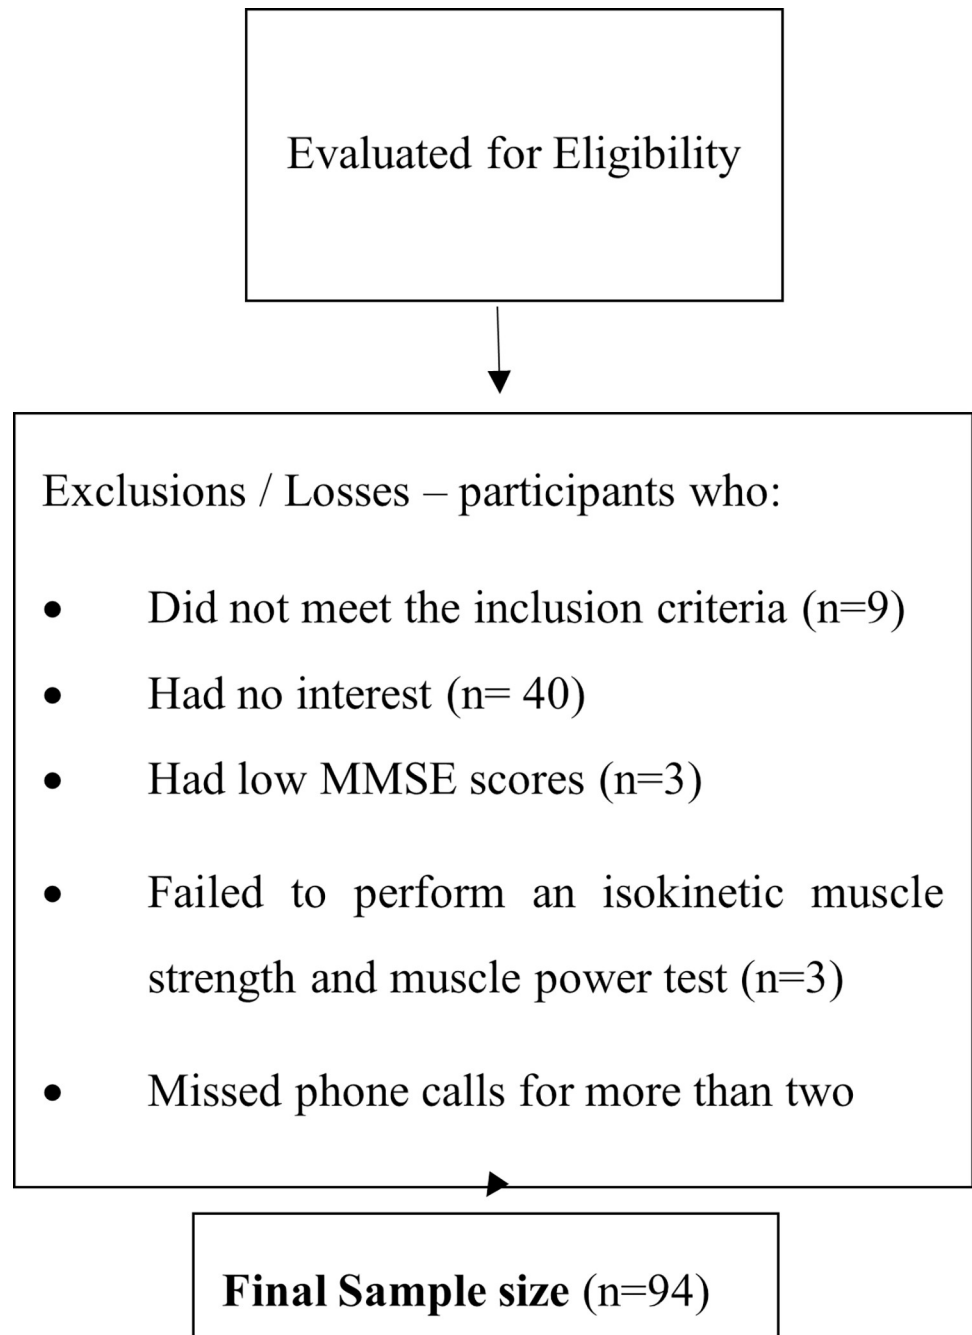 Evaluated for Eligibility
Exclusions / Losses – participants who:
• Did not meet the inclusion criteria (n=9)
• Had no interest (n= 40)
• Had low MMSE scores (n=3)
• Failed to perform an isokinetic muscle
strength and muscle power test (n=3)
• Missed phone calls for more than two
Final Sample size (n=94)